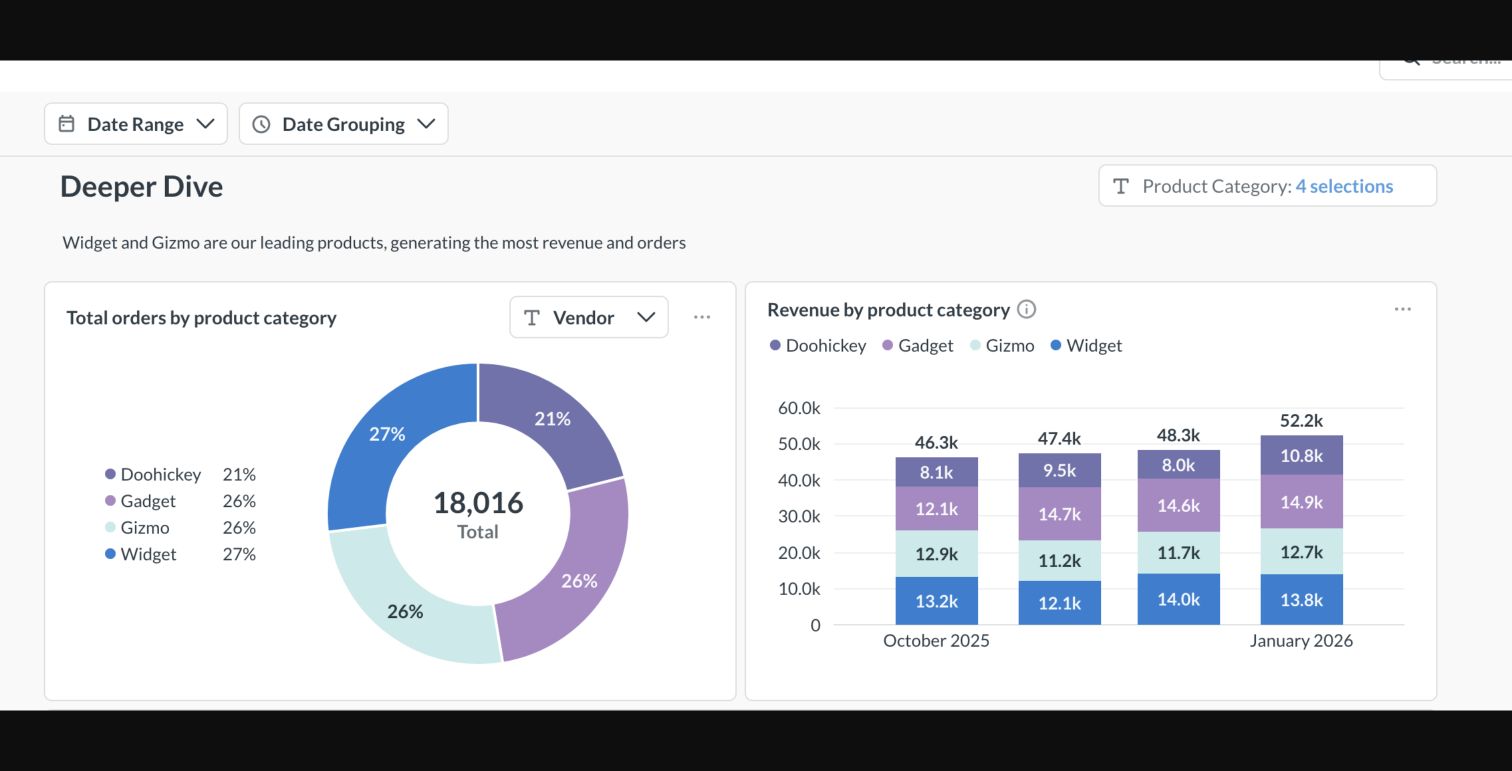 Search...
Date Range
Date Grouping
Deeper Dive
Product Category: 4 selections
Widget and Gizmo are our leading products, generating the most revenue and orders
Total orders by product category
Vendor
Doohickey 21%
Gadget 26%
Gizmo 26%
Widget 27%
27%
21%
18,016
Total
26%
26%
Revenue by product category
Doohickey Gadget Gizmo Widget
60.0k
50.0k
40.0k
30.0k
20.0k
10.0k
0
46.3k
8.1k
12.1k
12.9k
13.2k
47.4k
9.5k
14.7k
11.2k
12.1k
48.3k
8.0k
14.6k
11.7k
14.0k
52.2k
10.8k
14.9k
12.7k
13.8k
October 2025
January 2026